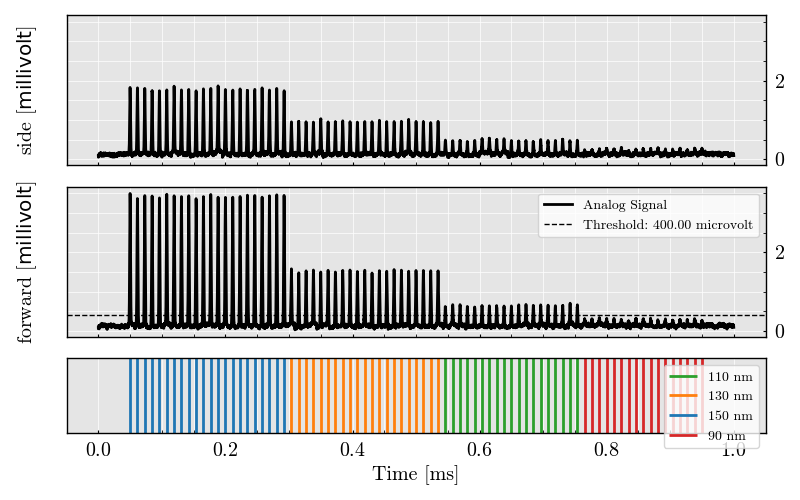 side [millivolt]
2
0
forward [millivolt]
Analog Signal
Threshold: 400.00 microvolt
2
0
110 nm
130 nm
150 nm
90 nm
0.0 0.2 0.4 0.6 0.8 1.0
Time [ms]